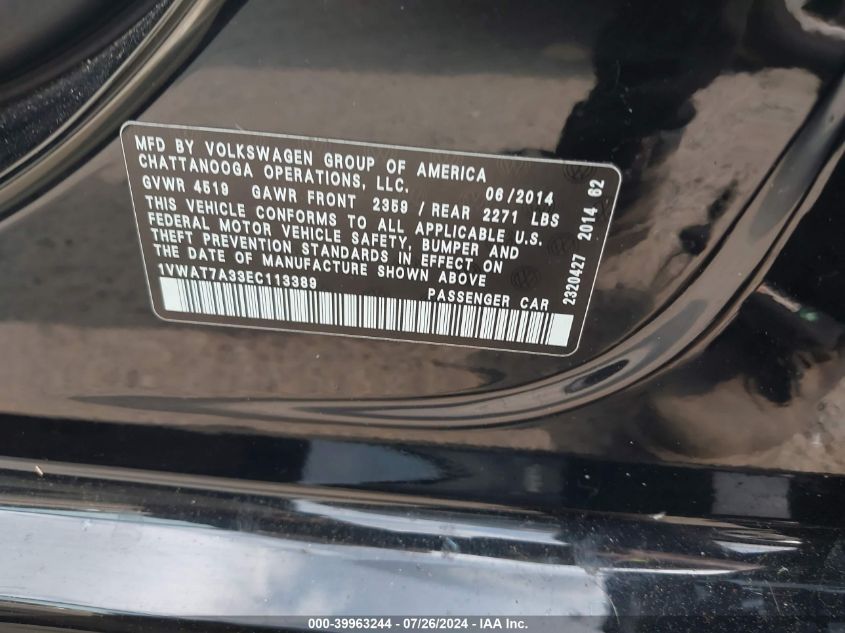 MFD BY VOLKSWAGEN GROUP OF AMERICA
CHATTANOOGA OPERATIONS, LLC. 06/2014
GVWR 4519 GAWR FRONT 2359 / REAR 2271 LBS
THIS VEHICLE CONFORMS TO ALL APPLICABLE U.S.
FEDERAL MOTOR VEHICLE SAFETY, BUMPER AND
THEFT PREVENTION STANDARDS IN EFFECT ON
THE DATE OF MANUFACTURE SHOWN ABOVE
1VWAT7A33EC113389 PASSENGER CAR
2320427 2014 62
000-39963244 / 07/26/2024 - IAA Inc.